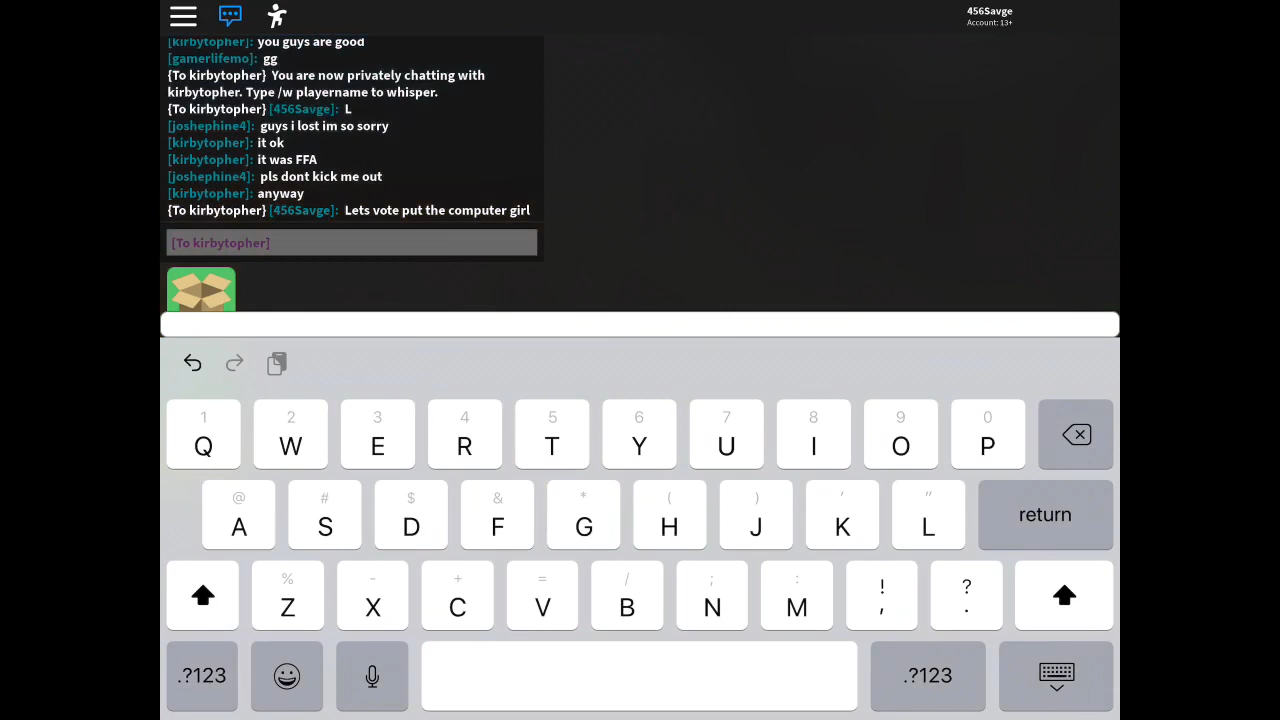 456Savge
Account: 13+
[kirbytopher]: you guys are good
[gamerlifemo]: gg
{To kirbytopher} You are now privately chatting with
kirbytopher. Type /w playername to whisper.
{To kirbytopher} [456Savge]: L
[joshephine4]: guys i lost im so sorry
[kirbytopher]: it ok
[kirbytopher]: it was FFA
[joshephine4]: pls dont kick me out
[kirbytopher]: anyway
{To kirbytopher} [456Savge]: Lets vote put the computer girl
[To kirbytopher]
1 2 3 4 5 6 7 8 9 0
Q W E R T Y U I O P
@ # $ & * ( ) ' "
A S D F G H J K L return
% - + = / ; : ! ?
Z X C V B N M , .
.?123 .?123